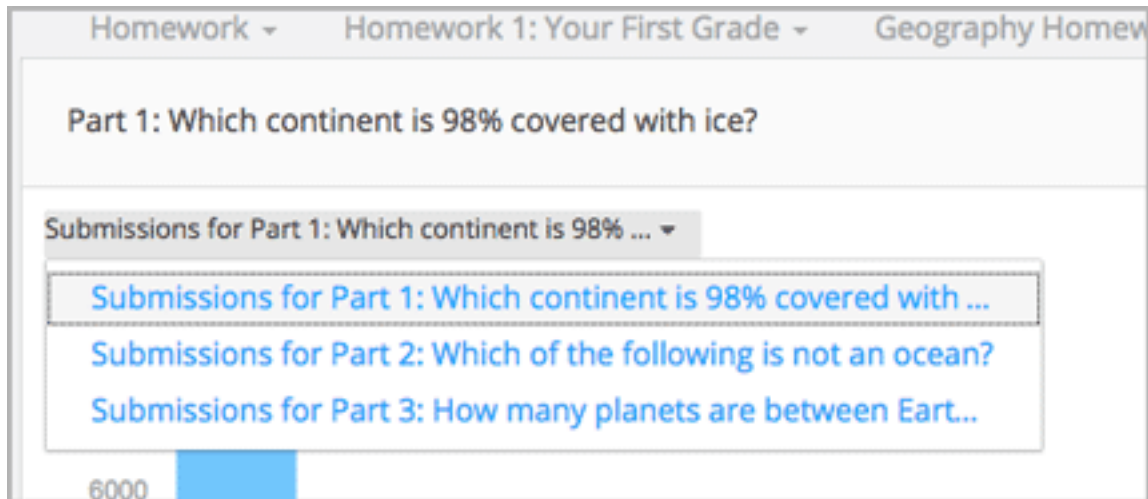 Homework Homework 1: Your First Grade Geography Homew
Part 1: Which continent is 98% covered with ice?
Submissions for Part 1: Which continent is 98% ...
Submissions for Part 1: Which continent is 98% covered with ...
Submissions for Part 2: Which of the following is not an ocean?
Submissions for Part 3: How many planets are between Eart...
6000